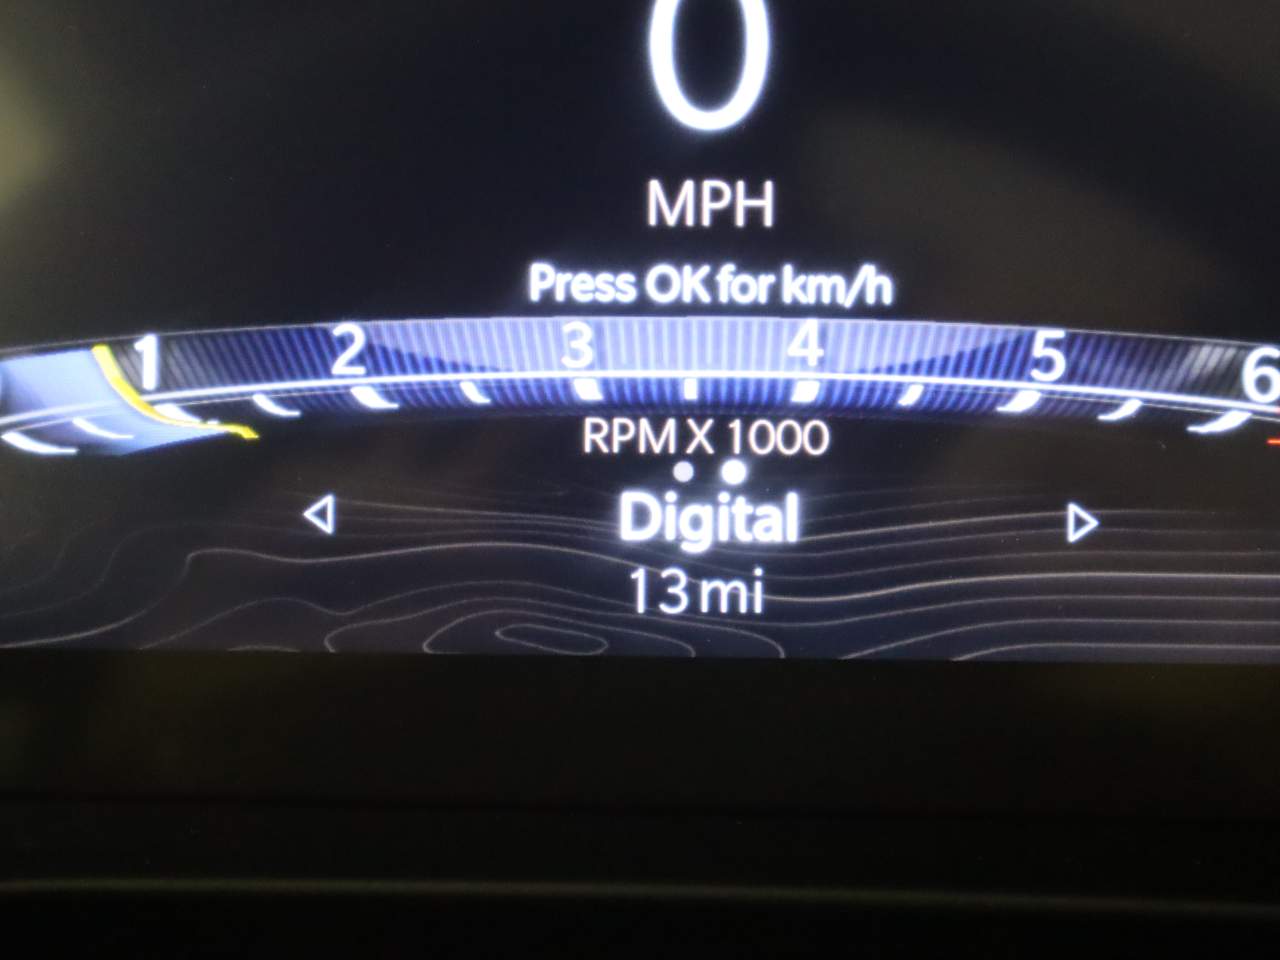 0
MPH
Press OK for km/h
1 2 3 4 5 6
RPM X 1000
Digital
13 mi